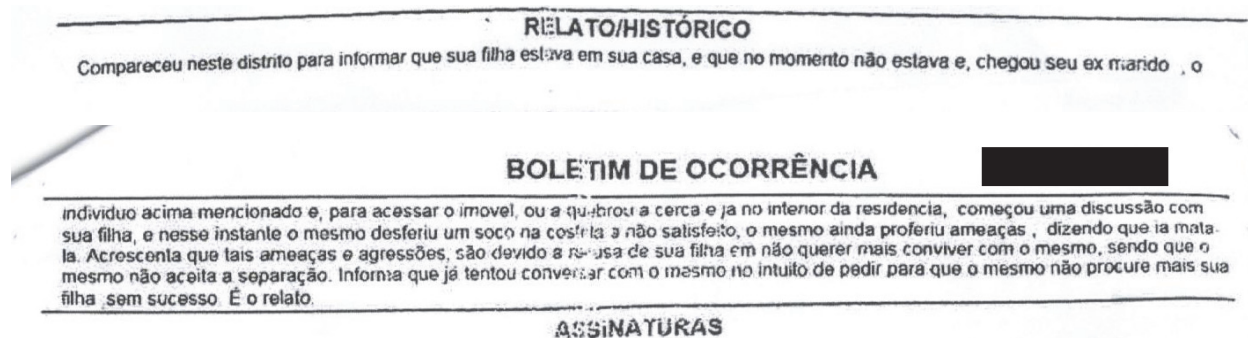 RELATO/HISTÓRICO
Compareceu neste distrito para informar que sua filha estava em sua casa, e que no momento não estava e, chegou seu ex marido , o
BOLETIM DE OCORRÊNCIA
individuo acima mencionado e, para acessar o imovel, ou a quebrou a cerca e ja no interior da residencia, começou uma discussão com
sua filha, e nesse instante o mesmo desferiu um soco na costela a não satisfeito, o mesmo ainda proferiu ameaças , dizendo que ia mata-
la. Acrescenta que tais ameaças e agressões, são devido a recusa de sua filha em não querer mais conviver com o mesmo, sendo que o
mesmo não aceita a separação. Informa que já tentou conversar com o mesmo no intuito de pedir para que o mesmo não procure mais sua
filha ,sem sucesso. É o relato.
ASSINATURAS